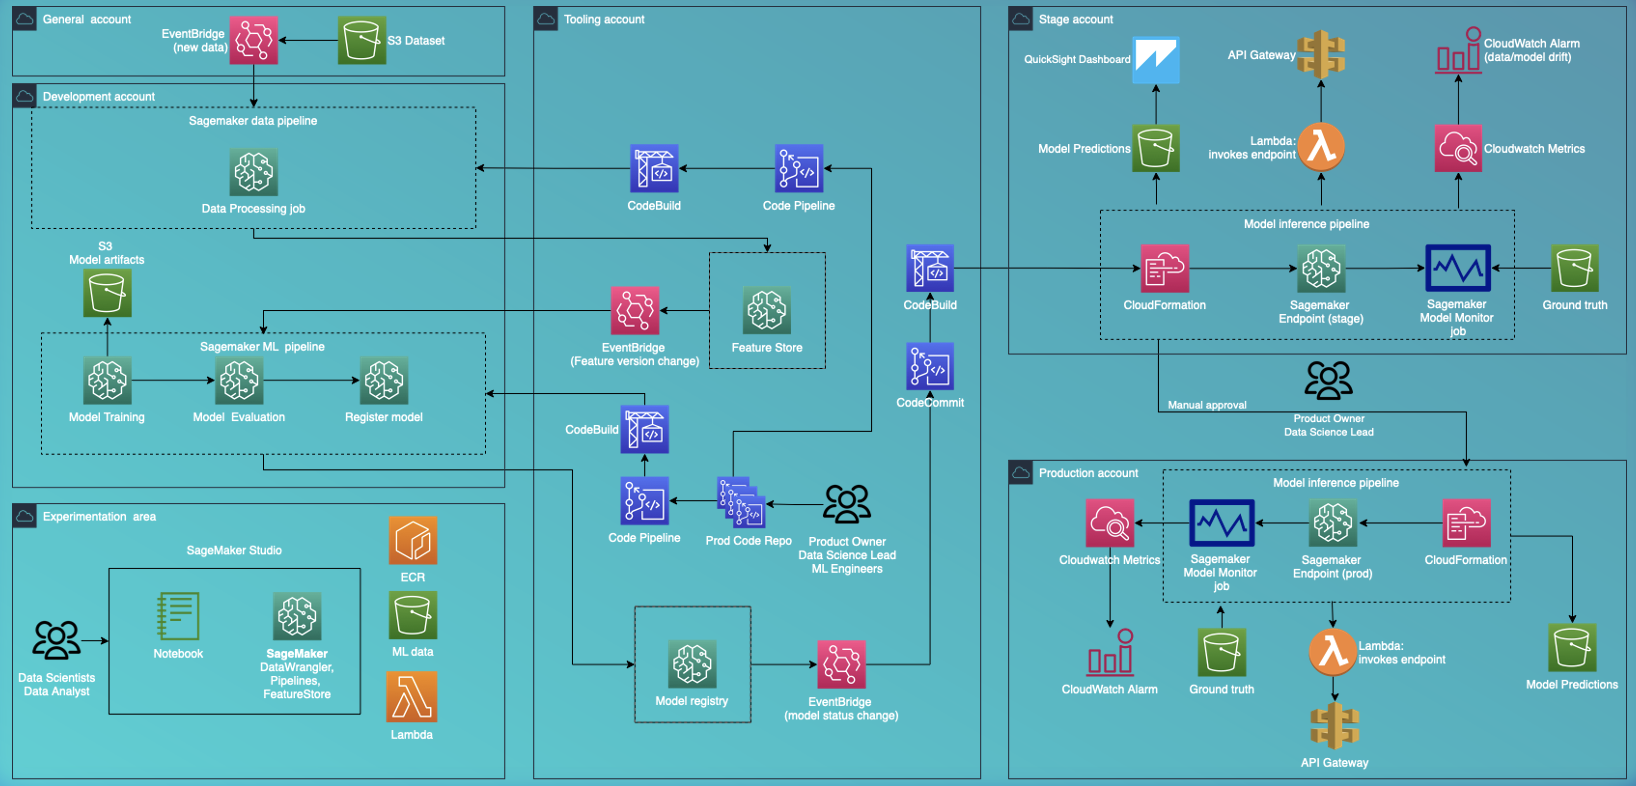 General account
EventBridge
(new data)
S3 Dataset
Development account
Sagemaker data pipeline
Data Processing job
S3
Model artifacts
Sagemaker ML pipeline
Model Training
Model Evaluation
Register model
Experimentation area
SageMaker Studio
Notebook
SageMaker
DataWrangler,
Pipelines,
FeatureStore
Data Scientists
Data Analyst
ECR
ML data
Lambda
Tooling account
CodeBuild
Code Pipeline
EventBridge
(Feature version change)
Feature Store
CodeBuild
CodeCommit
CodeBuild
Code Pipeline
Prod Code Repo
Product Owner
Data Science Lead
ML Engineers
Model registry
EventBridge
(model status change)
Stage account
QuickSight Dashboard
API Gateway
CloudWatch Alarm
(data/model drift)
Model Predictions
Lambda:
invokes endpoint
Cloudwatch Metrics
Model inference pipeline
CloudFormation
Sagemaker
Endpoint (stage)
Sagemaker
Model Monitor
job
Ground truth
Manual approval
Product Owner
Data Science Lead
Production account
Model inference pipeline
Cloudwatch Metrics
Sagemaker
Model Monitor
job
Sagemaker
Endpoint (prod)
CloudFormation
CloudWatch Alarm
Ground truth
Lambda:
invokes endpoint
Model Predictions
API Gateway